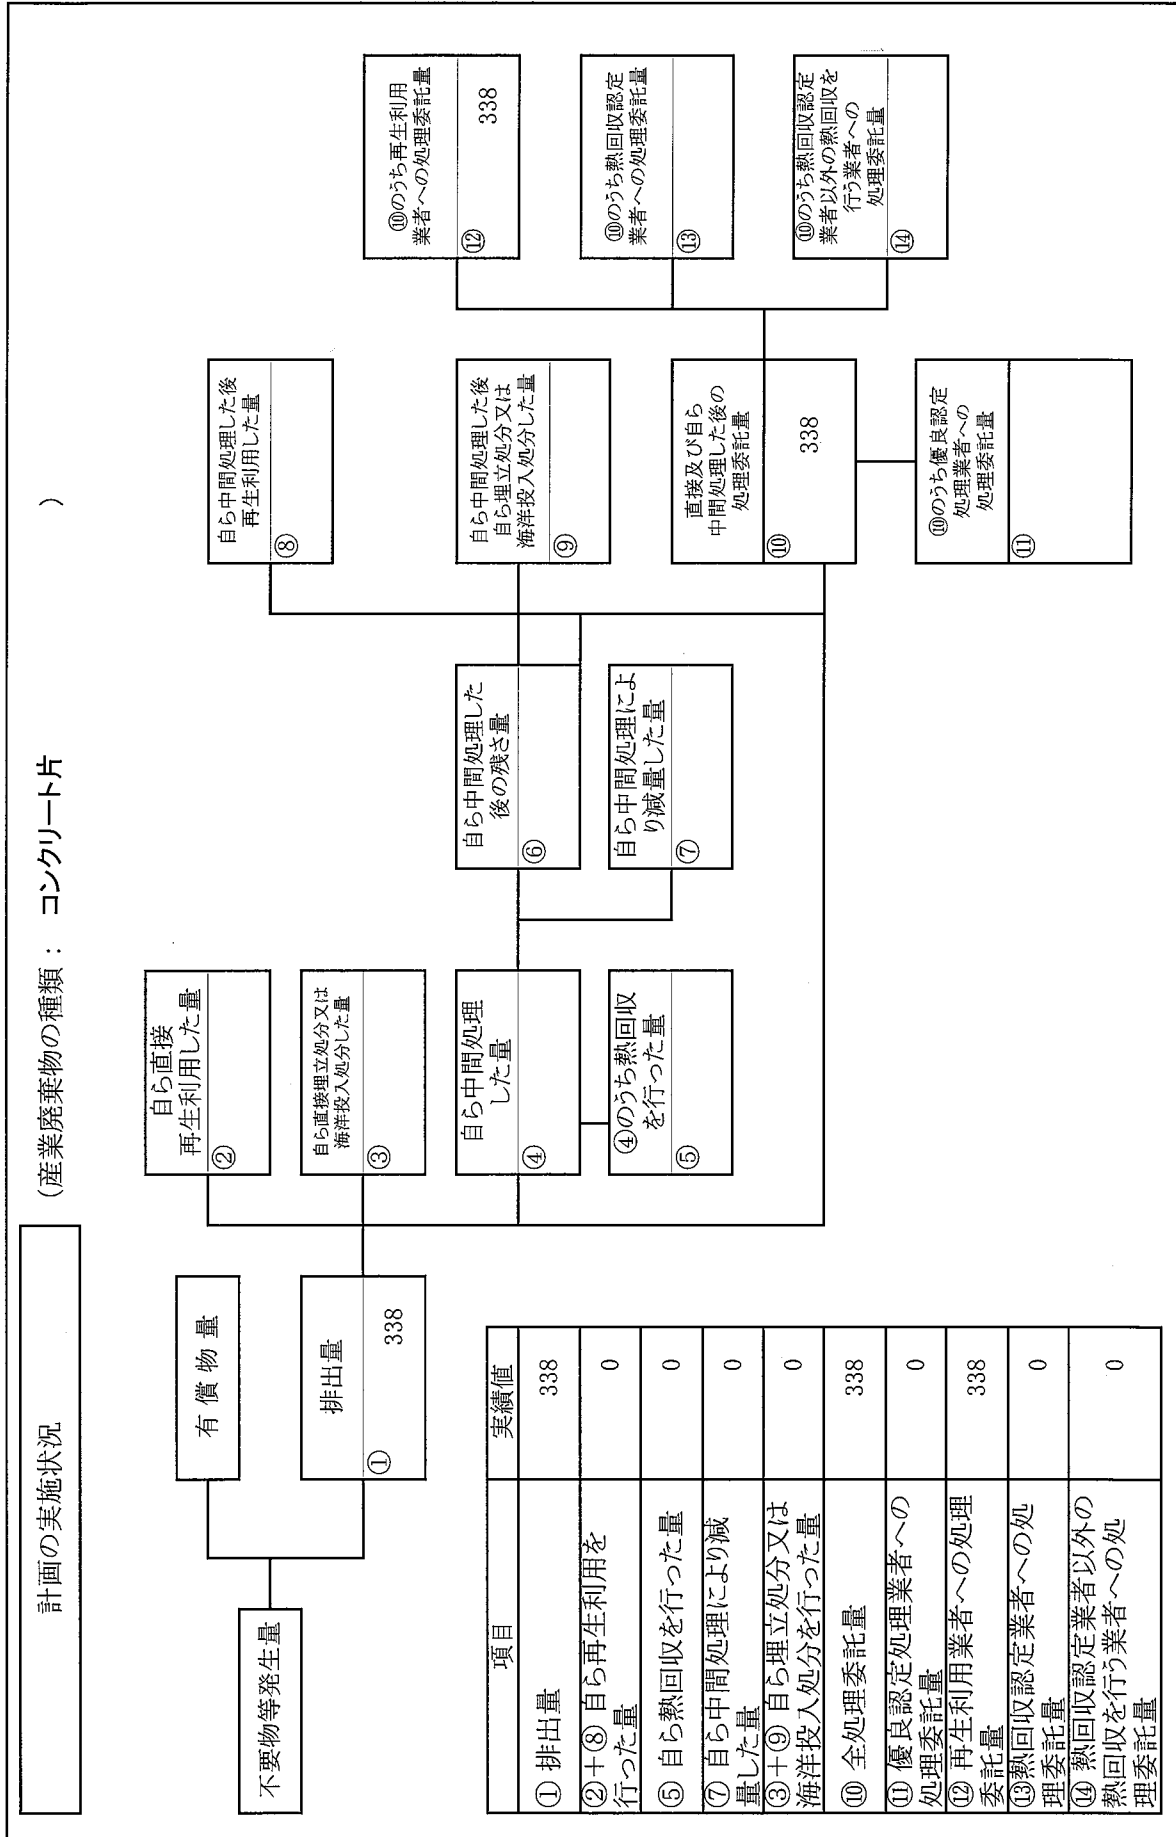 計画の実施状況
(産業廃棄物の種類： コンクリート片 )
不要物等発生量
有償物量
排出量
①
338
自ら直接
再生利用した量
②
自ら直接埋立処分又は
海洋投入処分した量
③
自ら中間処理
した量
④
④のうち熱回収
を行った量
⑤
自ら中間処理した
後の残さ量
⑥
自ら中間処理によ
り減量した量
⑦
自ら中間処理した後
再生利用した量
⑧
自ら中間処理した後
自ら埋立処分又は
海洋投入処分した量
⑨
直接及び自ら
中間処理した後の
処理委託量
⑩
338
⑩のうち優良認定
処理業者への
処理委託量
⑪
⑩のうち再生利用
業者への処理委託量
⑫
338
⑩のうち熱回収認定
業者への処理委託量
⑬
⑩のうち熱回収認定
業者以外の熱回収を
行う業者への
処理委託量
⑭
項目 実績値
① 排出量 338
②＋⑧ 自ら再生利用を
行った量 0
⑤ 自ら熱回収を行った量 0
⑦ 自ら中間処理により減
量した量 0
③＋⑨ 自ら埋立処分又は
海洋投入処分を行った量 0
⑩ 全処理委託量 338
⑪ 優良認定処理業者への
処理委託量 0
⑫ 再生利用業者への処理
委託量 338
⑬熱回収認定業者への処
理委託量 0
⑭ 熱回収認定業者以外の
熱回収を行う業者への処
理委託量 0